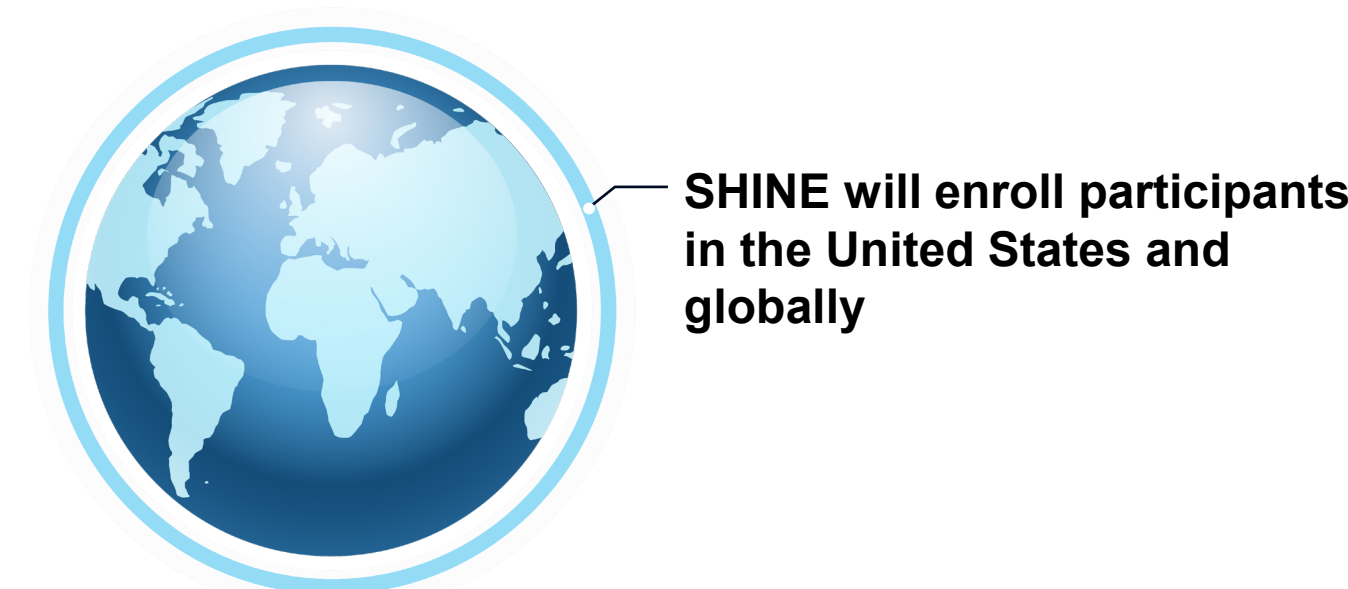 SHINE will enroll participants
in the United States and
globally